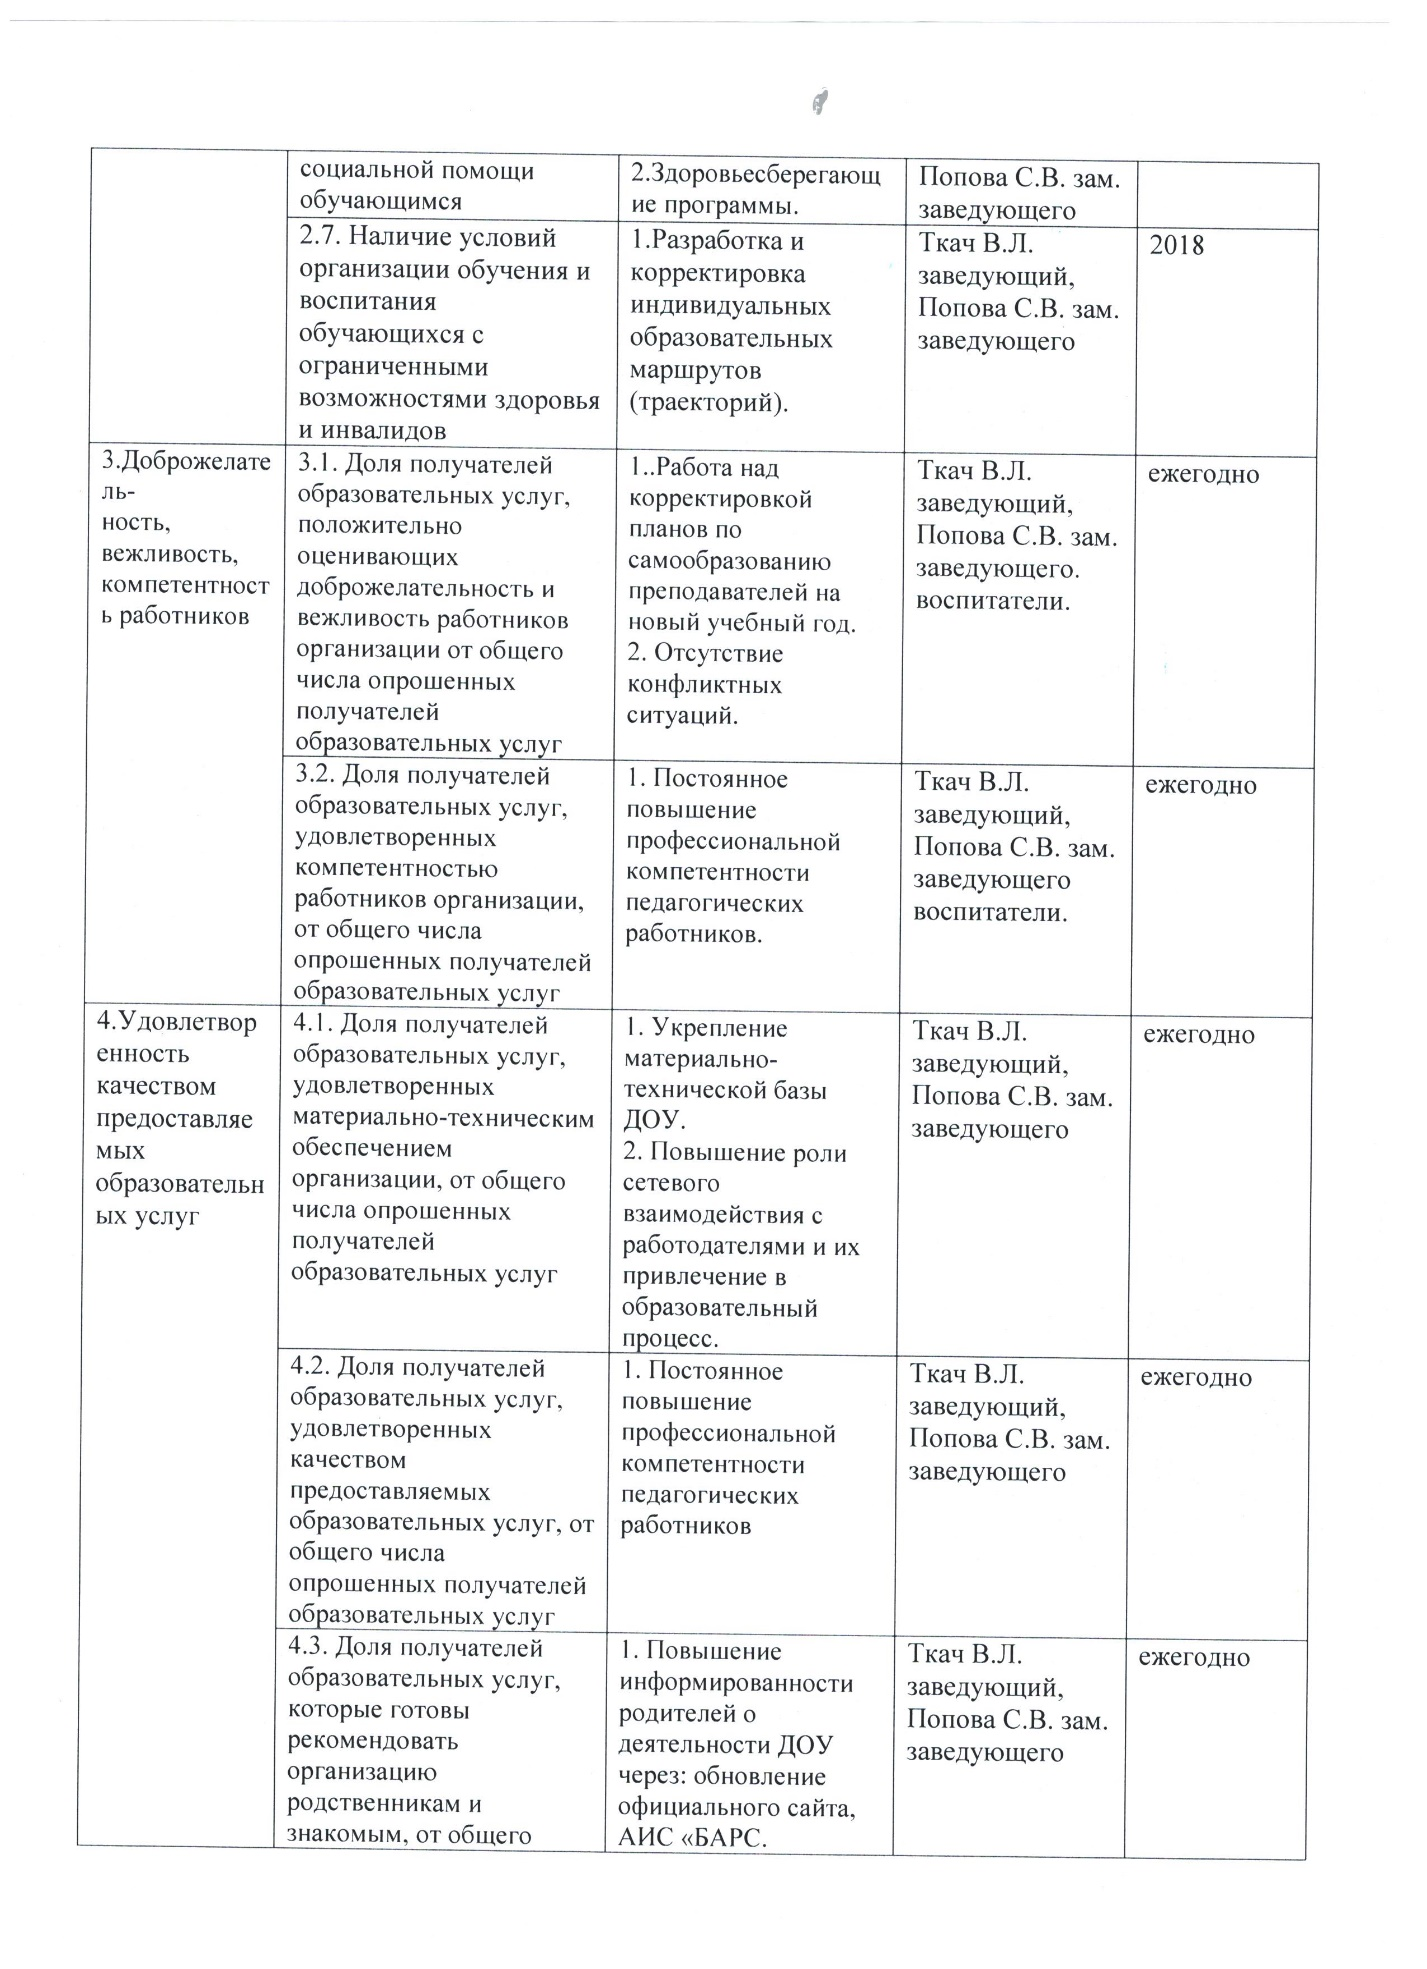 социальной помощи
обучающимся
2.Здоровьесберегающ
ие программы.
Попова С.В. зам.
заведующего
2.7. Наличие условий
организации обучения и
воспитания
обучающихся с
ограниченными
возможностями здоровья
и инвалидов
1.Разработка и
корректировка
индивидуальных
образовательных
маршрутов
(траекторий).
Ткач В.Л.
заведующий,
Попова С.В. зам.
заведующего
2018
3.Доброжелате
ль-
ность,
вежливость,
компетентност
ь работников
3.1. Доля получателей
образовательных услуг,
положительно
оценивающих
доброжелательность и
вежливость работников
организации от общего
числа опрошенных
получателей
образовательных услуг
1..Работа над
корректировкой
планов по
самообразованию
преподавателей на
новый учебный год.
2. Отсутствие
конфликтных
ситуаций.
Ткач В.Л.
заведующий,
Попова С.В. зам.
заведующего.
воспитатели.
ежегодно
3.2. Доля получателей
образовательных услуг,
удовлетворенных
компетентностью
работников организации,
от общего числа
опрошенных получателей
образовательных услуг
1. Постоянное
повышение
профессиональной
компетентности
педагогических
работников.
Ткач В.Л.
заведующий,
Попова С.В. зам.
заведующего
воспитатели.
ежегодно
4.Удовлетвор
енность
качеством
предоставляе
мых
образовательн
ых услуг
4.1. Доля получателей
образовательных услуг,
удовлетворенных
материально-техническим
обеспечением
организации, от общего
числа опрошенных
получателей
образовательных услуг
1. Укрепление
материально-
технической базы
ДОУ.
2. Повышение роли
сетевого
взаимодействия с
работодателями и их
привлечение в
образовательный
процесс.
Ткач В.Л.
заведующий,
Попова С.В. зам.
заведующего
ежегодно
4.2. Доля получателей
образовательных услуг,
удовлетворенных
качеством
предоставляемых
образовательных услуг, от
общего числа
опрошенных получателей
образовательных услуг
1. Постоянное
повышение
профессиональной
компетентности
педагогических
работников
Ткач В.Л.
заведующий,
Попова С.В. зам.
заведующего
ежегодно
4.3. Доля получателей
образовательных услуг,
которые готовы
рекомендовать
организацию
родственникам и
знакомым, от общего
1. Повышение
информированности
родителей о
деятельности ДОУ
через: обновление
официального сайта,
АИС «БАРС.
Ткач В.Л.
заведующий,
Попова С.В. зам.
заведующего
ежегодно